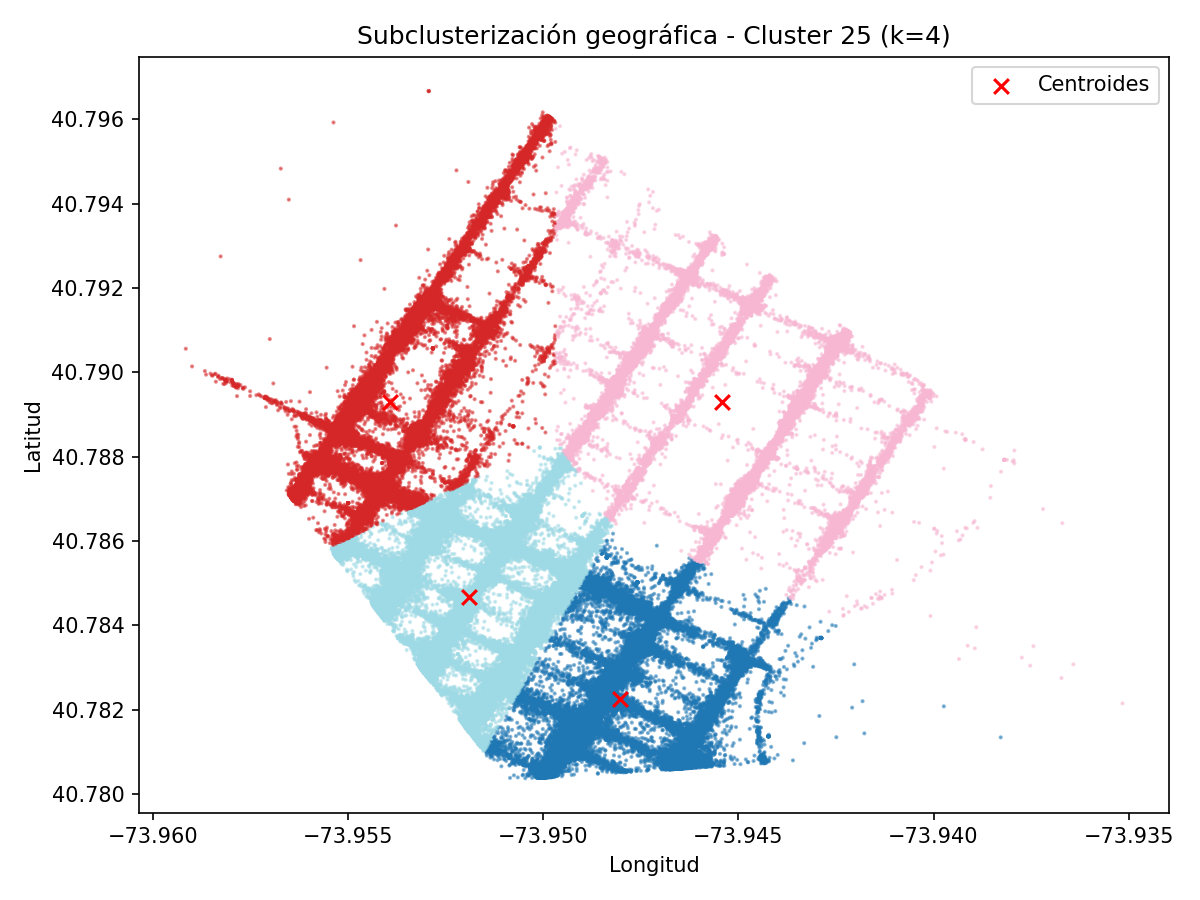 Subclusterización geográfica - Cluster 25 (k=4)
Centroides
40.796
40.794
40.792
40.790
40.788
40.786
40.784
40.782
40.780
Latitud
−73.960 −73.955 −73.950 −73.945 −73.940 −73.935
Longitud